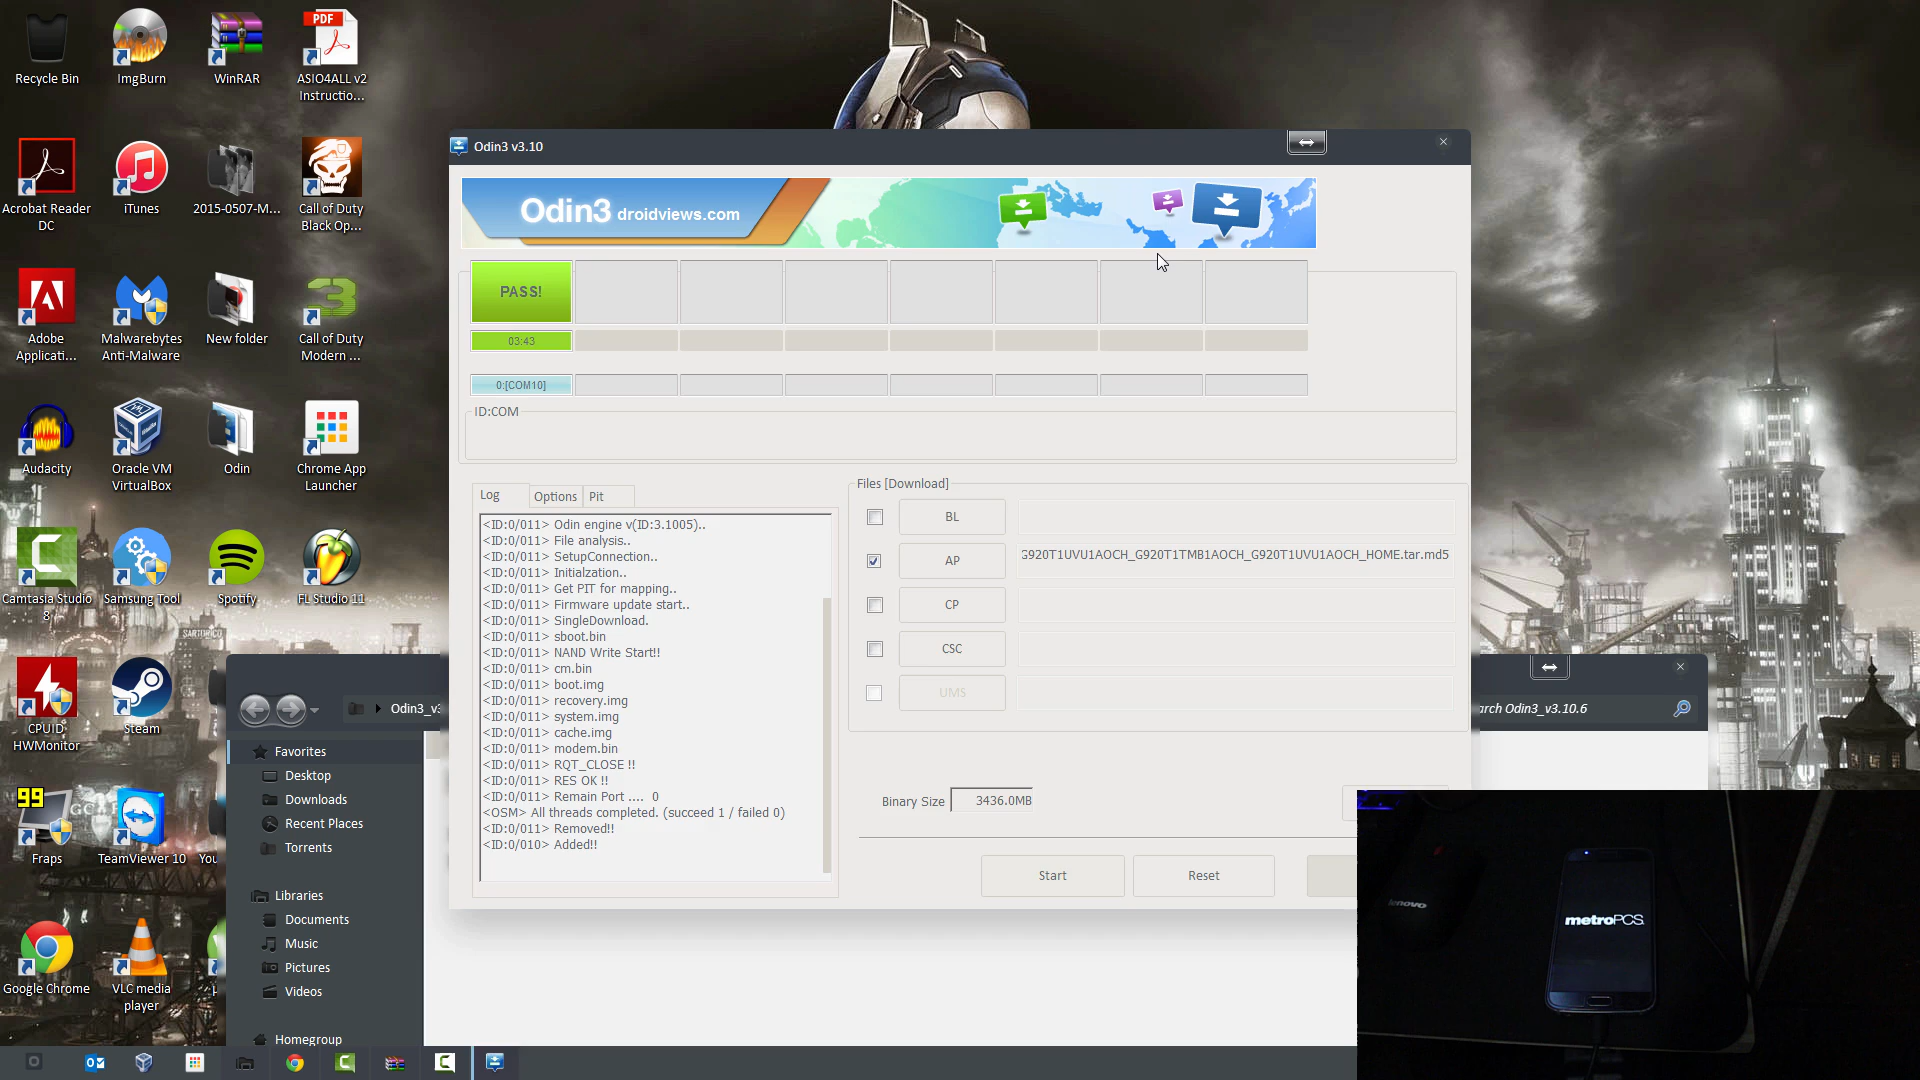 Recycle Bin
ImgBurn
WinRAR
PDF
ASIO4ALL v2
Instructio...
Acrobat Reader
DC
iTunes
2015-0507-M...
Call of Duty
Black Op...
Adobe
Applicati...
Malwarebytes
Anti-Malware
New folder
3
Call of Duty
Modern ...
Audacity
Oracle VM
VirtualBox
Odin
Chrome App
Launcher
Camtasia Studio
8
Samsung Tool
Spotify
FL Studio 11
SARTORICO
CPUID
HWMonitor
Steam
99
Fraps
TeamViewer 10
You
Google Chrome
VLC media
player
Odin3 v3.10
Odin3 droidviews.com
PASS!
03:43
0:[COM10]
ID:COM
Log
Options
Pit
<ID:0/011> Odin engine v(ID:3.1005)..
<ID:0/011> File analysis..
<ID:0/011> SetupConnection..
<ID:0/011> Initialzation..
<ID:0/011> Get PIT for mapping..
<ID:0/011> Firmware update start..
<ID:0/011> SingleDownload.
<ID:0/011> sboot.bin
<ID:0/011> NAND Write Start!!
<ID:0/011> cm.bin
<ID:0/011> boot.img
<ID:0/011> recovery.img
<ID:0/011> system.img
<ID:0/011> cache.img
<ID:0/011> modem.bin
<ID:0/011> RQT_CLOSE !!
<ID:0/011> RES OK !!
<ID:0/011> Remain Port .... 0
<OSM> All threads completed. (succeed 1 / failed 0)
<ID:0/011> Removed!!
<ID:0/010> Added!!
Files [Download]
BL
AP
G920T1UVU1AOCH_G920T1TMB1AOCH_G920T1UVU1AOCH_HOME.tar.md5
CP
CSC
UMS
Binary Size
3436.0MB
Start
Reset
Odin3_v3
arch Odin3_v3.10.6
Favorites
Desktop
Downloads
Recent Places
Torrents
Libraries
Documents
Music
Pictures
Videos
Homegroup
lenovo
metroPCS.